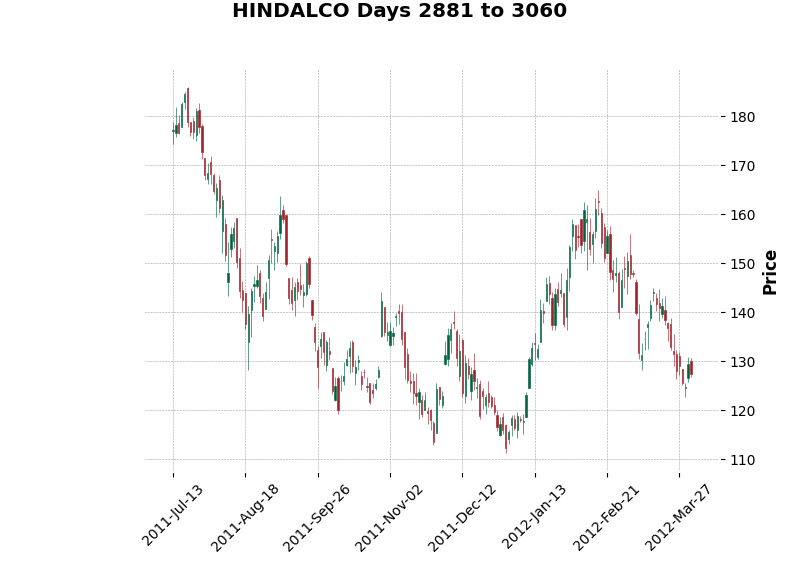 HINDALCO Days 2881 to 3060
180
170
160
150
140
130
120
110
Price
2011-Jul-13
2011-Aug-18
2011-Sep-26
2011-Nov-02
2011-Dec-12
2012-Jan-13
2012-Feb-21
2012-Mar-27